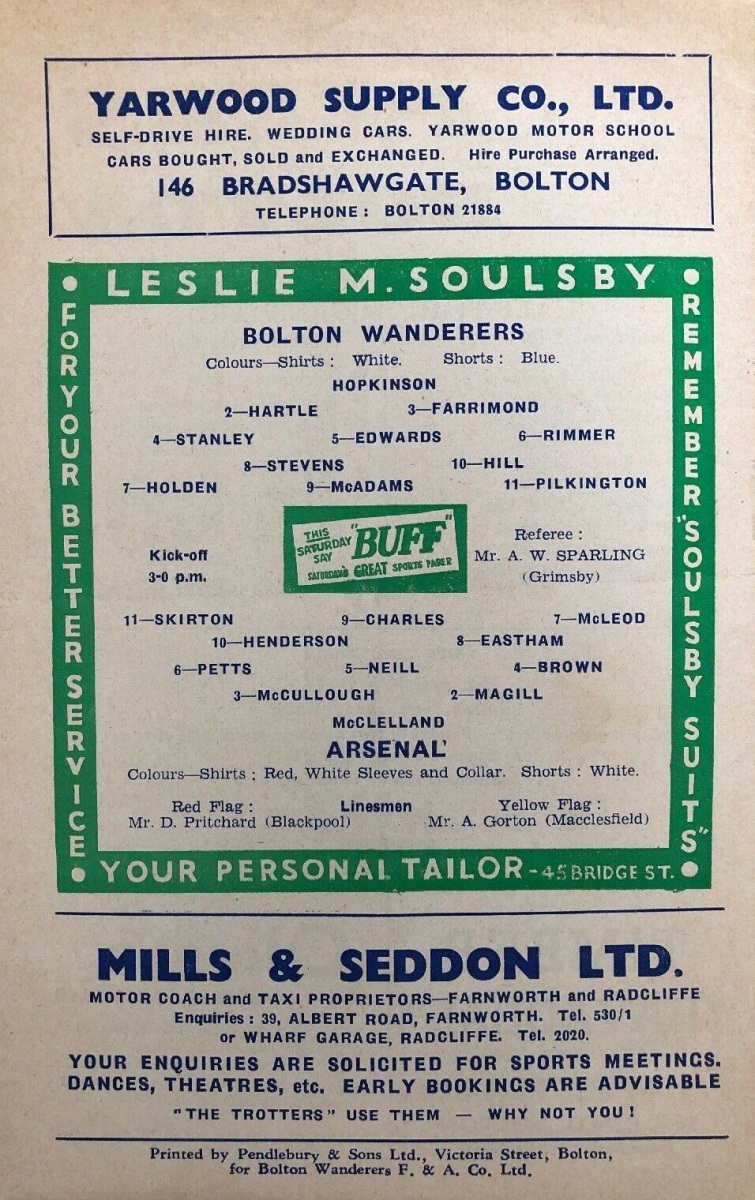 YARWOOD SUPPLY CO., LTD.
SELF-DRIVE HIRE. WEDDING CARS. YARWOOD MOTOR SCHOOL
CARS BOUGHT, SOLD and EXCHANGED. Hire Purchase Arranged.
146 BRADSHAWGATE, BOLTON
TELEPHONE: BOLTON 21884
LESLIE M. SOULSBY
FOR YOUR BETTER SERVICE
REMEMBER "SOULSBY SUITS"
BOLTON WANDERERS
Colours—Shirts: White. Shorts: Blue.
HOPKINSON
2—HARTLE 3—FARRIMOND
4—STANLEY 5—EDWARDS 6—RIMMER
8—STEVENS 10—HILL
7—HOLDEN 9—McADAMS 11—PILKINGTON
Kick-off
3-0 p.m.
THIS SATURDAY SAY "BUFF"
SATURDAY'S GREAT SPORTS PAPER
Referee:
Mr. A. W. SPARLING
(Grimsby)
11—SKIRTON 9—CHARLES 7—McLEOD
10—HENDERSON 8—EASTHAM
6—PETTS 5—NEILL 4—BROWN
3—McCULLOUGH 2—MAGILL
McCLELLAND
ARSENAL'
Colours—Shirts; Red, White Sleeves and Collar. Shorts: White.
Red Flag: Linesmen Yellow Flag:
Mr. D. Pritchard (Blackpool) Mr. A. Gorton (Macclesfield)
YOUR PERSONAL TAILOR - 45 BRIDGE ST.
MILLS & SEDDON LTD.
MOTOR COACH and TAXI PROPRIETORS—FARNWORTH and RADCLIFFE
Enquiries: 39, ALBERT ROAD, FARNWORTH. Tel. 530/1
or WHARF GARAGE, RADCLIFFE. Tel. 2020.
YOUR ENQUIRIES ARE SOLICITED FOR SPORTS MEETINGS.
DANCES, THEATRES, etc. EARLY BOOKINGS ARE ADVISABLE
"THE TROTTERS" USE THEM — WHY NOT YOU!
Printed by Pendlebury & Sons Ltd., Victoria Street, Bolton,
for Bolton Wanderers F. & A. Co. Ltd.